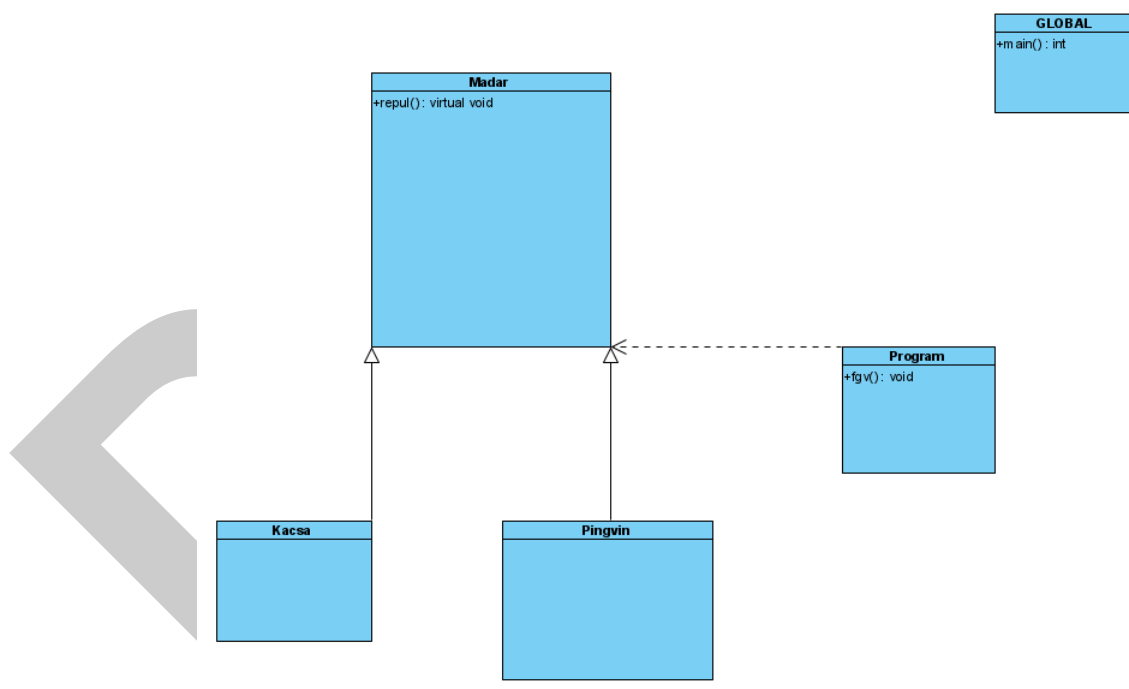 GLOBAL
+main() : int
Madar
+repul() : virtual void
Program
+fgv() : void
Kacsa
Pingvin